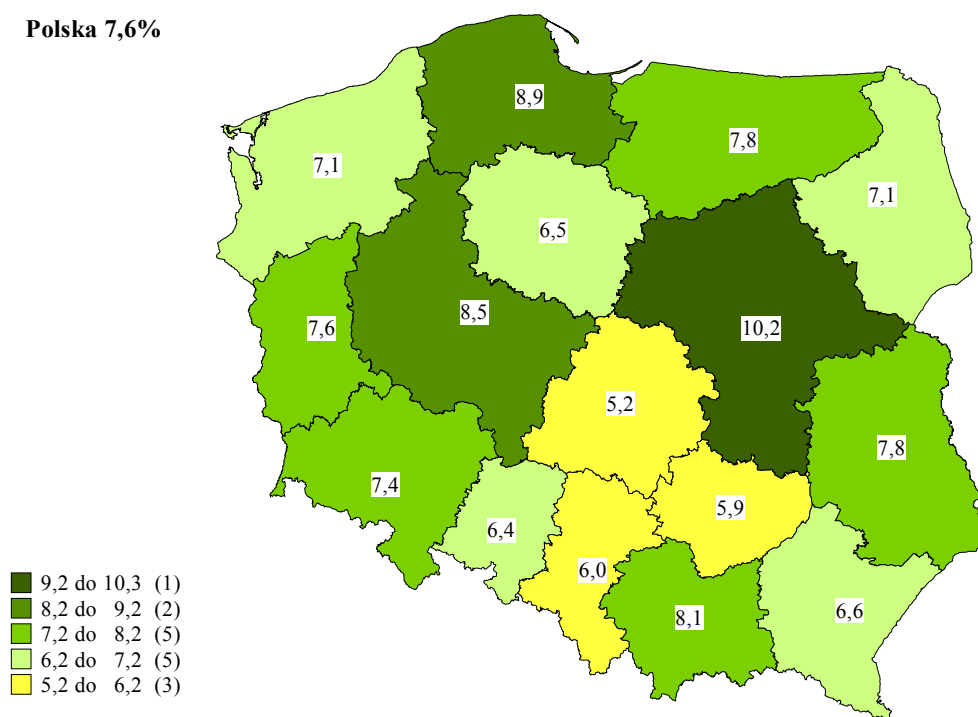 Polska 7,6%
8,9
7,8
7,1
7,1
6,5
7,6
8,5
10,2
5,2
7,8
7,4
5,9
6,4
6,0
8,1
6,6
9,2 do 10,3 (1)
8,2 do 9,2 (2)
7,2 do 8,2 (5)
6,2 do 7,2 (5)
5,2 do 6,2 (3)